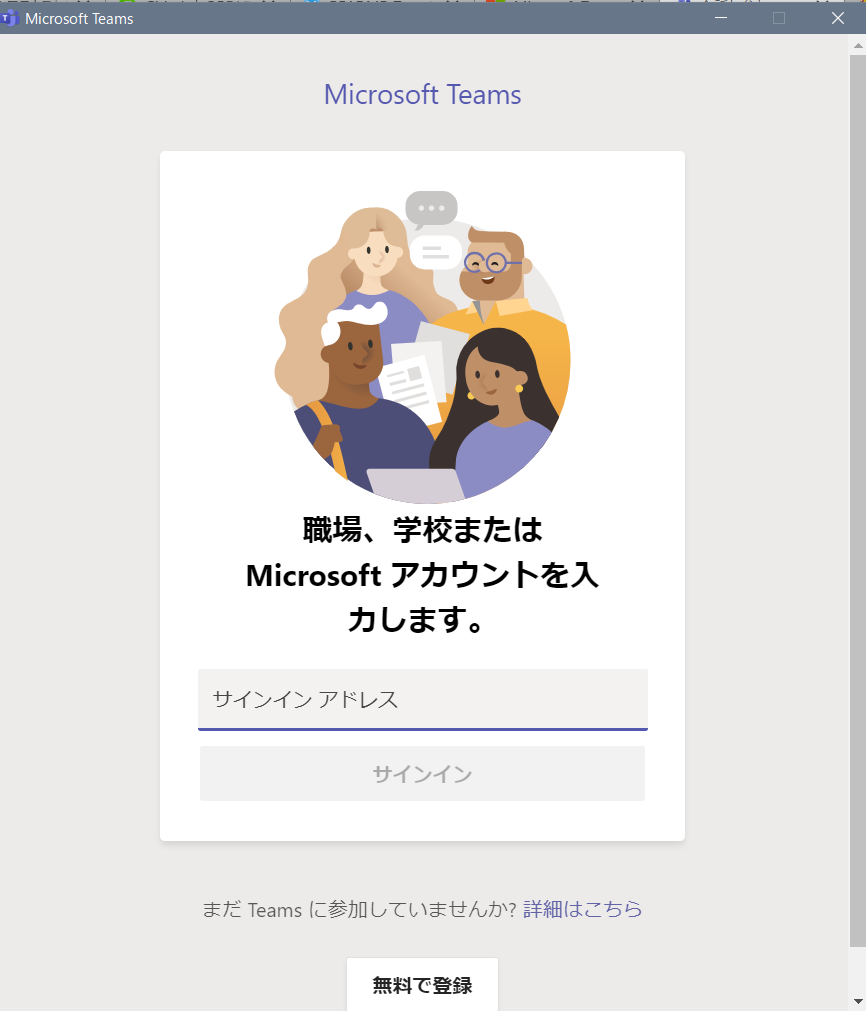 Microsoft Teams
Microsoft Teams
職場、学校または
Microsoft アカウントを入
力します。
サインイン アドレス
サインイン
まだ Teams に参加していませんか? 詳細はこちら
無料で登録